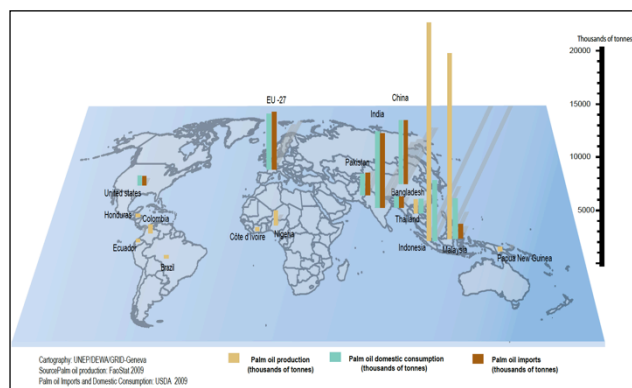 Thousands of tonnes
20000
15000
10000
5000
EU -27
China
India
Pakistan
Bangladesh
Thailand
United states
Honduras
Colombia
Ecuador
Brazil
Côte d'Ivoire
Nigeria
Indonesia
Malaysia
Papua New Guinea
Cartography: UNEP/DEWA/GRID-Geneva
SourcePalm oil production: FaoStat 2009
Palm oil Imports and Domestic Consumption: USDA 2009
Palm oil production
(thousands of tonnes)
Palm oil domestic consumption
(thousands of tonnes)
Palm oil imports
(thousands of tonnes)